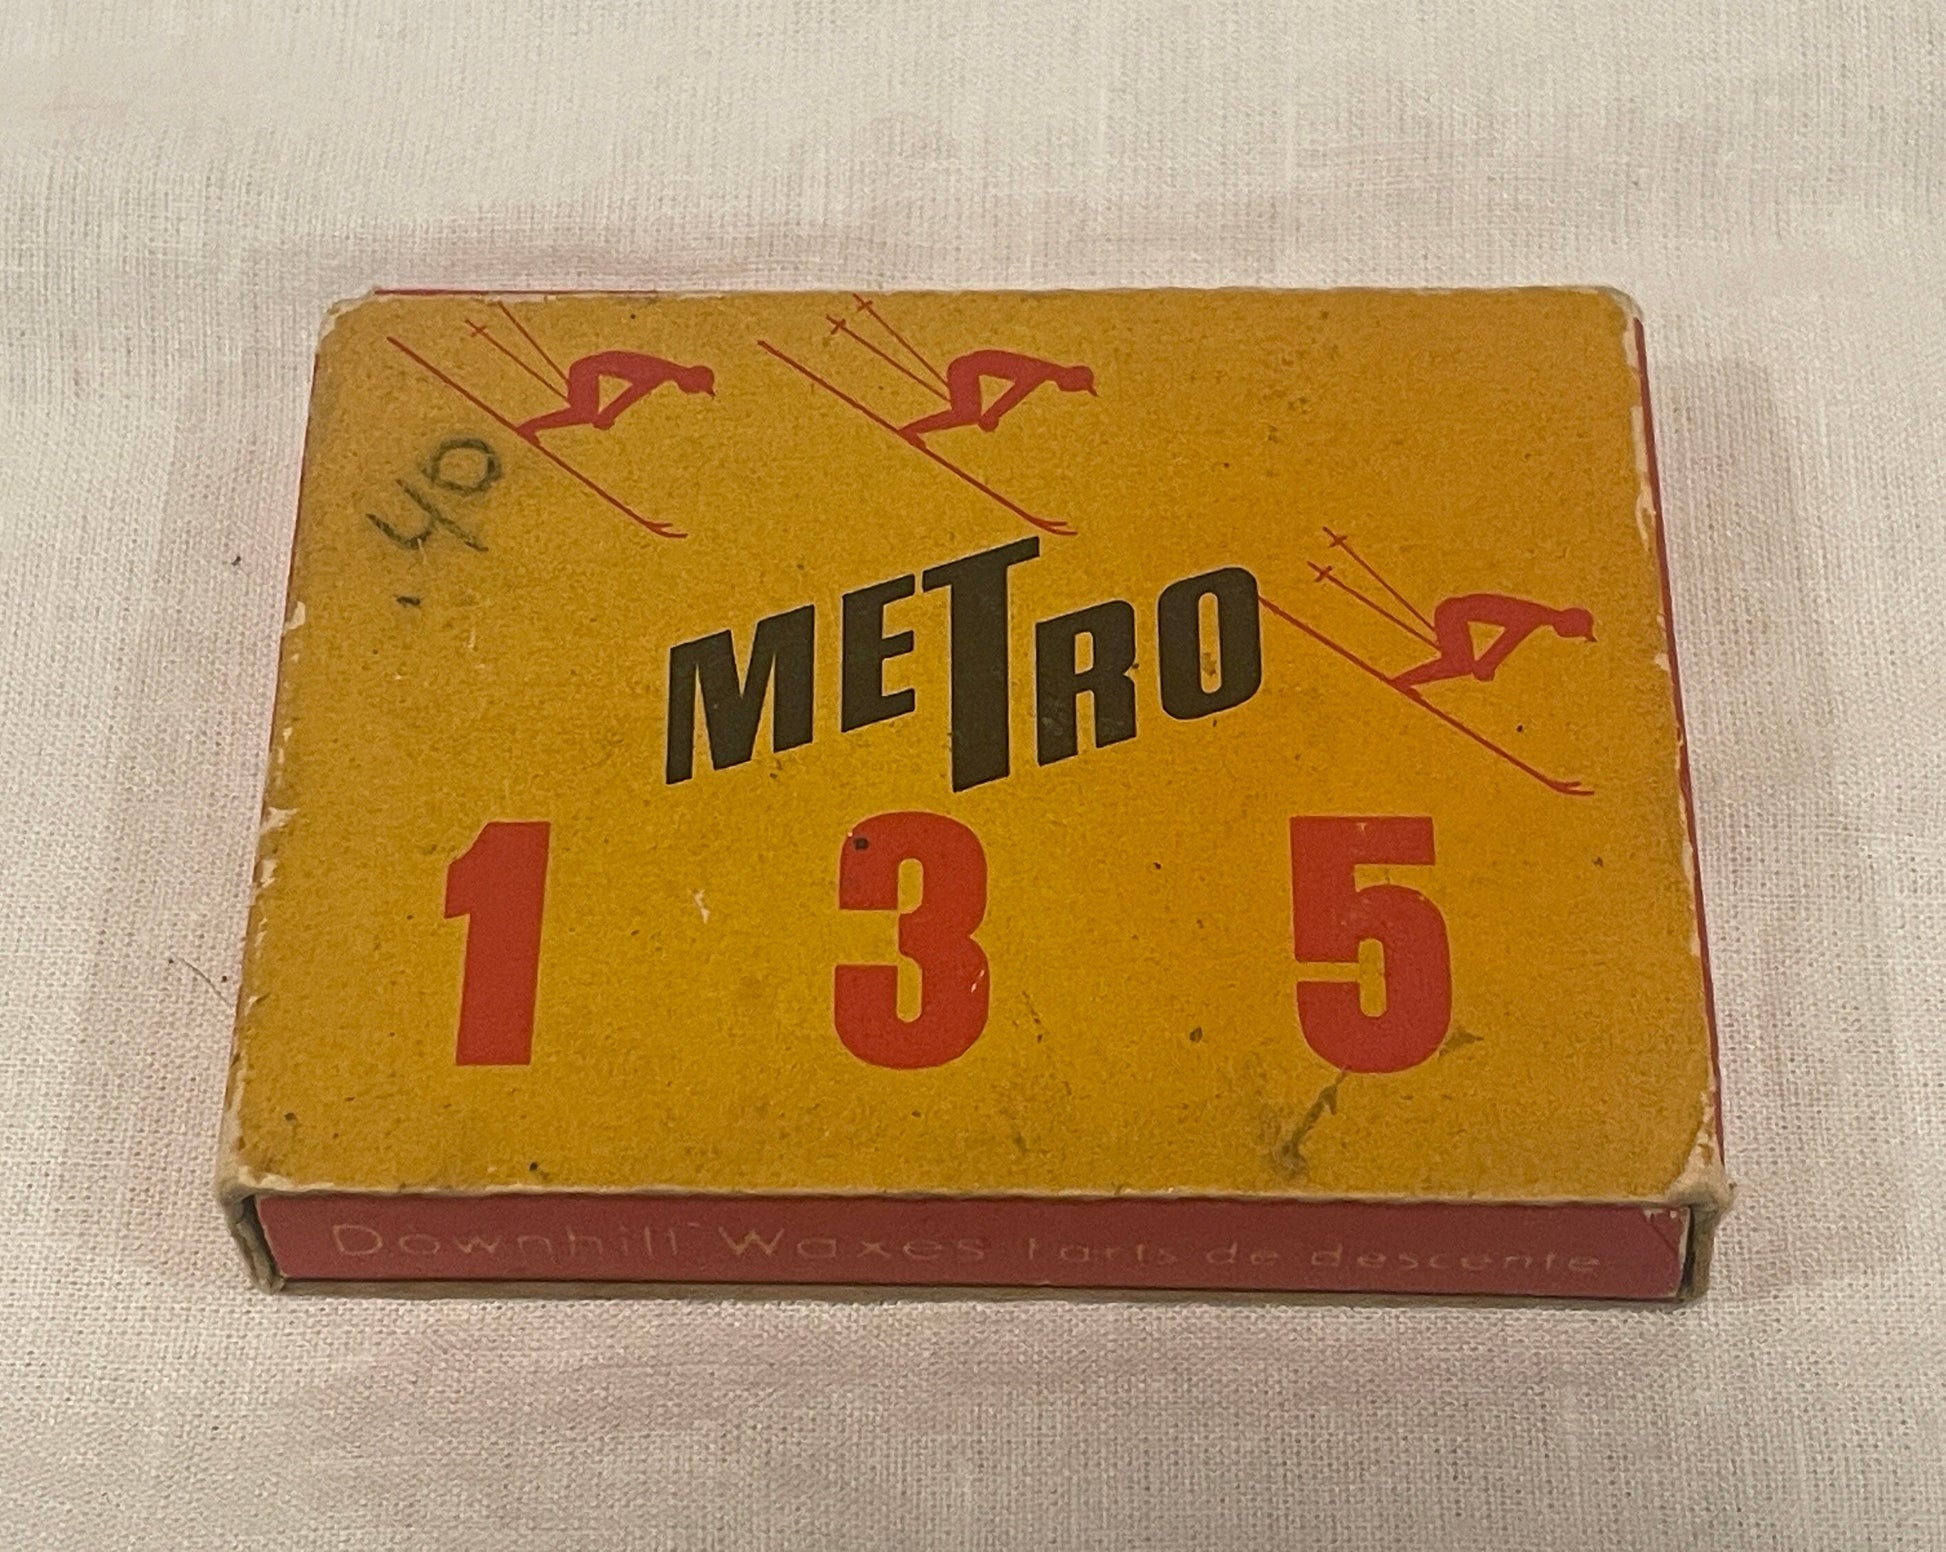 .40
METRO
1 3 5
Downhill Waxes farts de descente